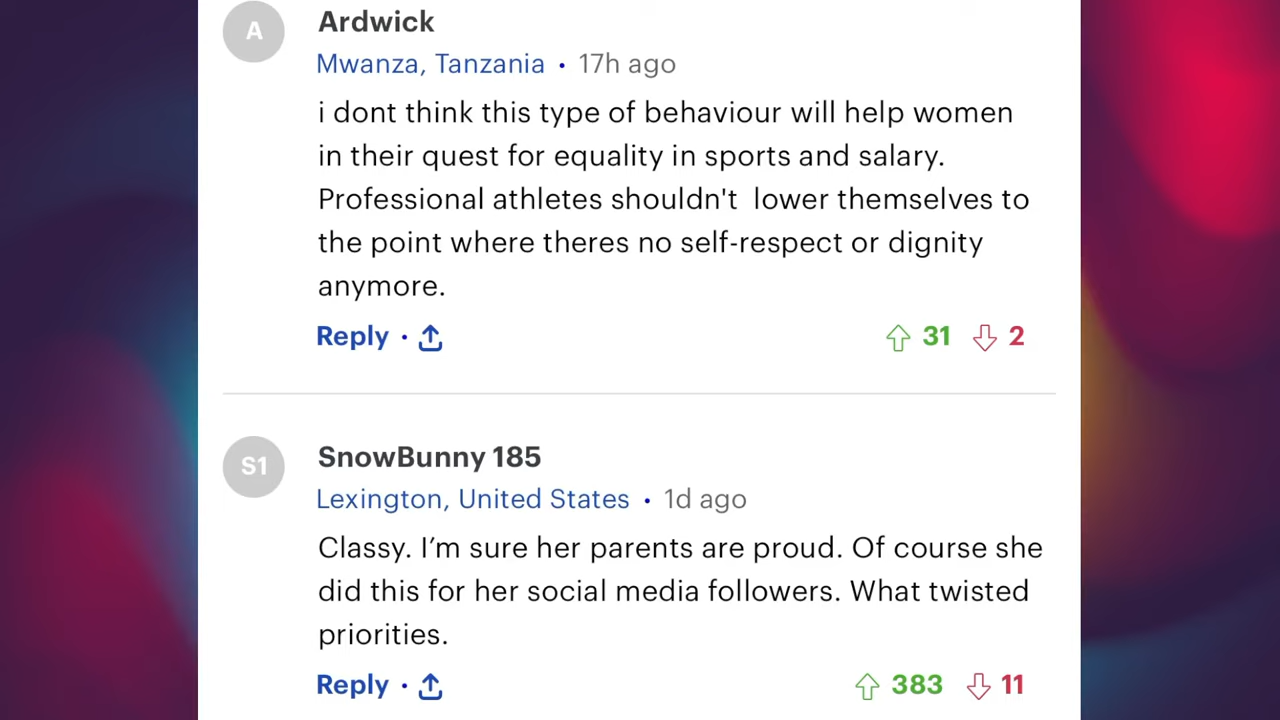 A
Ardwick
Mwanza, Tanzania • 17h ago
i dont think this type of behaviour will help women
in their quest for equality in sports and salary.
Professional athletes shouldn't  lower themselves to
the point where theres no self-respect or dignity
anymore.
Reply •
31 2
S1
SnowBunny 185
Lexington, United States • 1d ago
Classy. I’m sure her parents are proud. Of course she
did this for her social media followers. What twisted
priorities.
Reply •
383 11